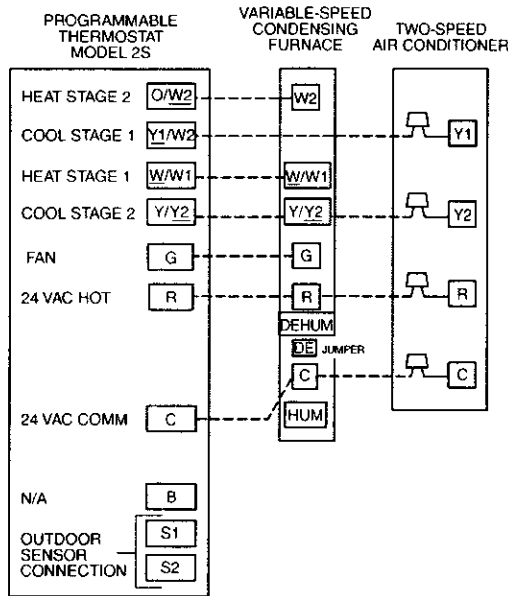 PROGRAMMABLE
THERMOSTAT
MODEL 2S
VARIABLE-SPEED
CONDENSING
FURNACE
TWO-SPEED
AIR CONDITIONER
HEAT STAGE 2 O/W2 W2
COOL STAGE 1 Y1/W2 Y1
HEAT STAGE 1 W/W1 W/W1
COOL STAGE 2 Y/Y2 Y/Y2 Y2
FAN G G
24 VAC HOT R R R
DEHUM
DE JUMPER
C C
24 VAC COMM C HUM
N/A B
OUTDOOR
SENSOR
CONNECTION
S1
S2